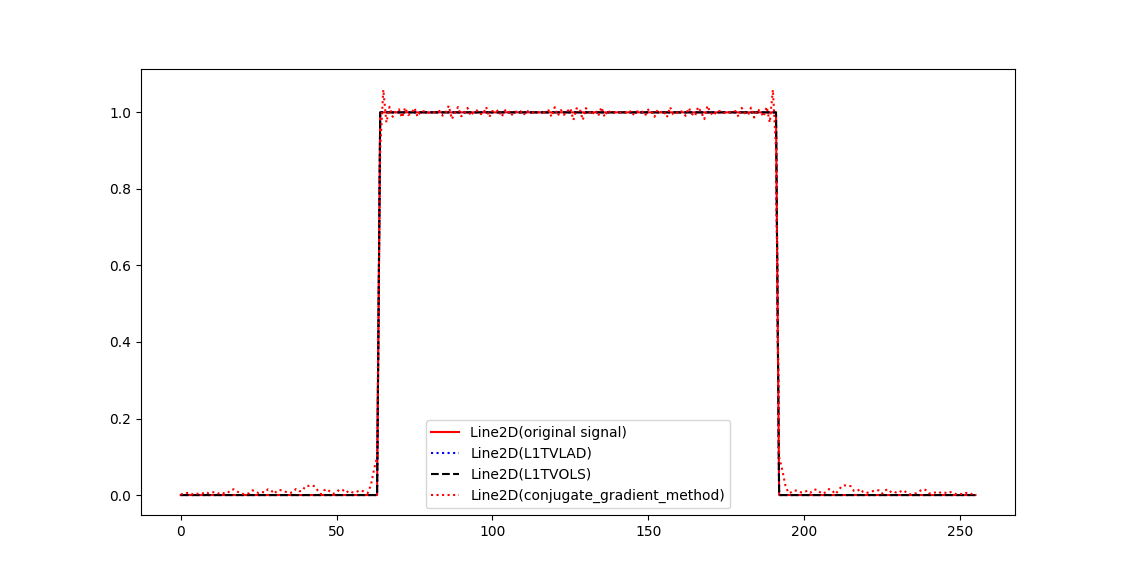 1.0
0.8
0.6
0.4
0.2
0.0
Line2D(original signal)
Line2D(L1TVLAD)
Line2D(L1TVOLS)
Line2D(conjugate_gradient_method)
0 50 100 150 200 250